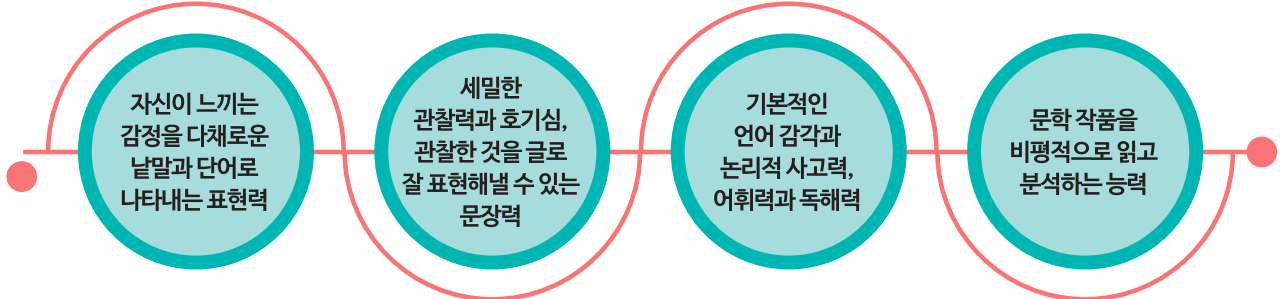 자신이 느끼는
감정을 다채로운
낱말과 단어로
나타내는 표현력
세밀한
관찰력과 호기심,
관찰한 것을 글로
잘 표현해낼 수 있는
문장력
기본적인
언어 감각과
논리적 사고력,
어휘력과 독해력
문학 작품을
비평적으로 읽고
분석하는 능력